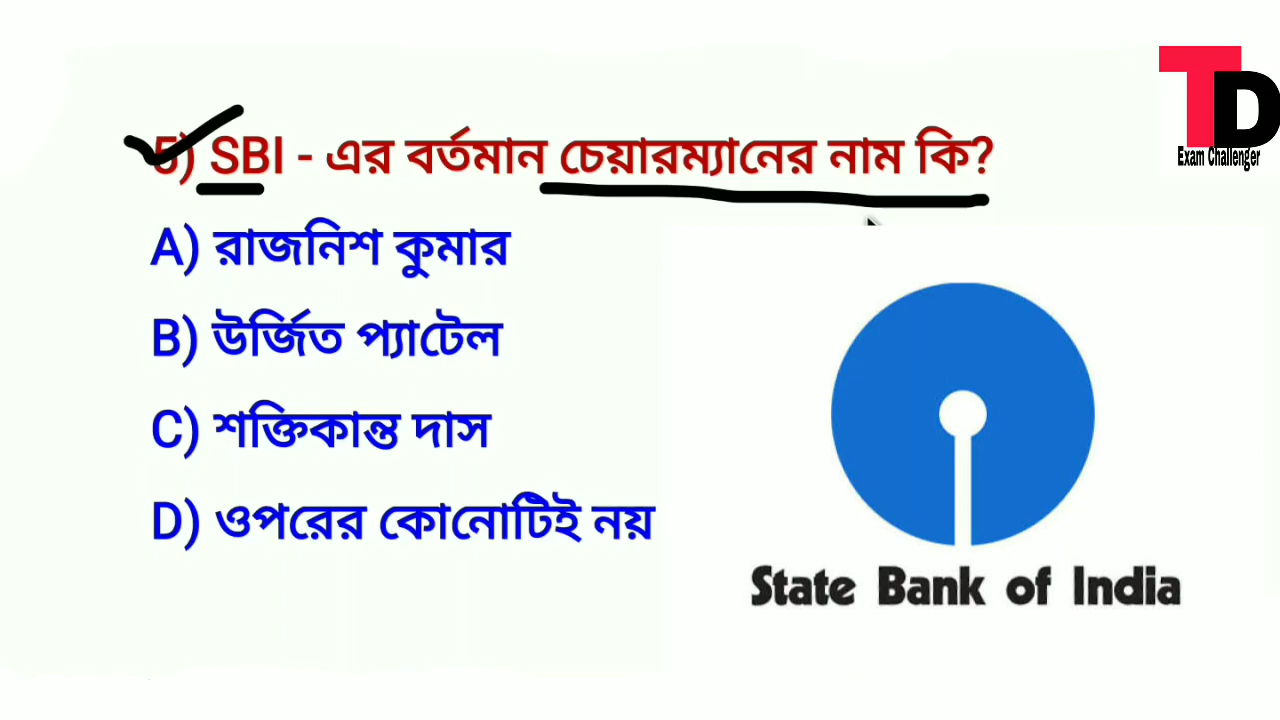 5) SBI - এর বর্তমান চেয়ারম্যানের নাম কি?
A) রাজনিশ কুমার
B) উর্জিত প্যাটেল
C) শক্তিকান্ত দাস
D) ওপরের কোনোটিই নয়
State Bank of India
TD
Exam Challenger